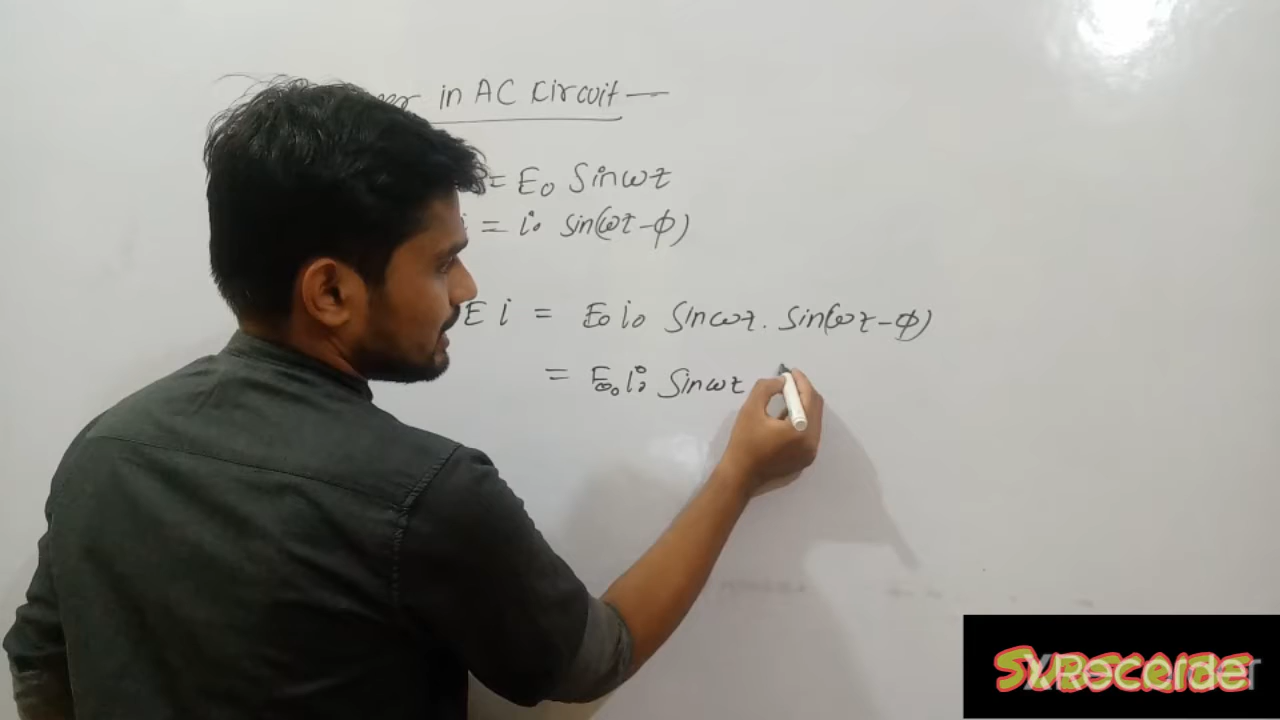 in AC Circuit —
= E₀ Sinωt
i = i₀ sin(ωt-ϕ)
E i = E₀ i₀ Sinωt. Sin(ωt-ϕ)
= E₀ i₀ Sinωt